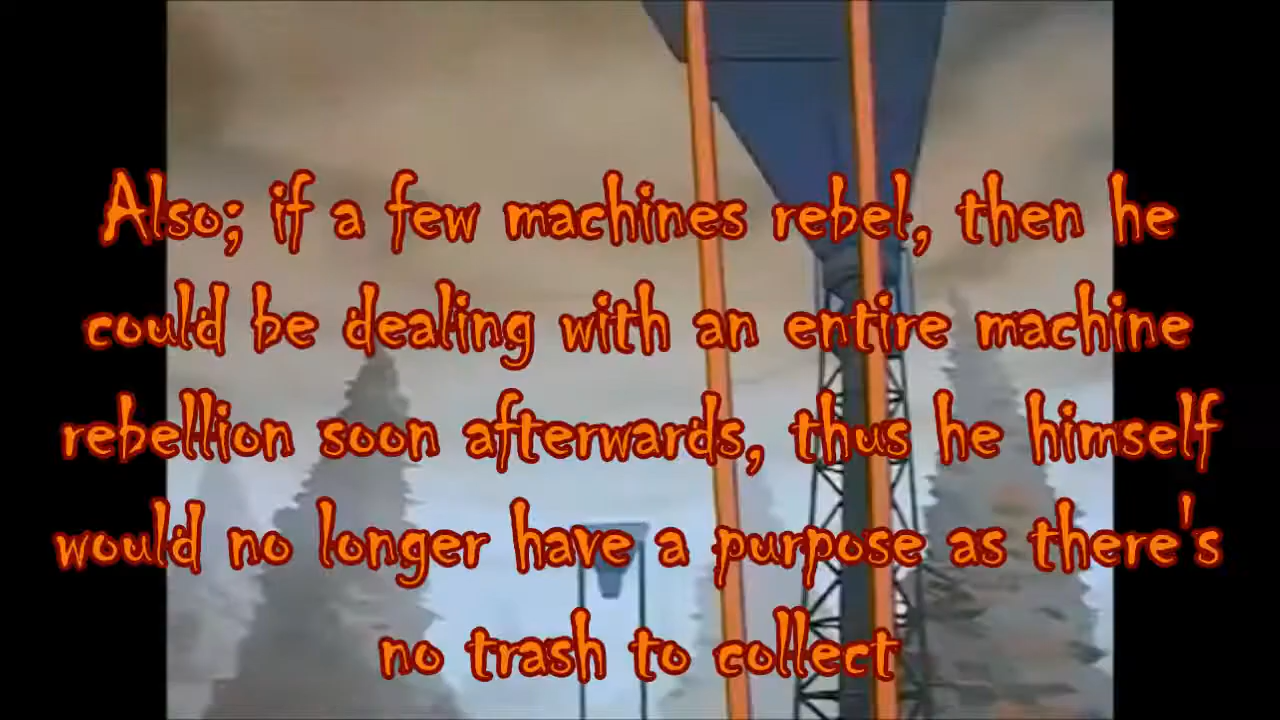 Also; if a few machines rebel, then he
could be dealing with an entire machine
rebellion soon afterwards, thus he himself
would no longer have a purpose as there's
no trash to collect